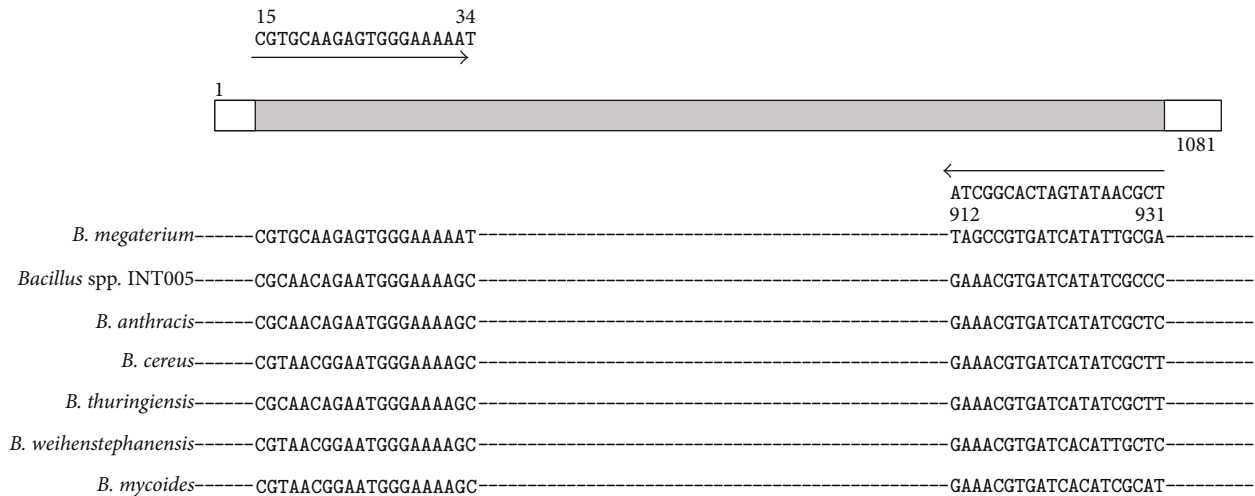 15 34
CGTGCAAGAGTGGGAAAAAT
1
1081
ATCGGCACTAGTATAACGCT
912 931
B. megaterium------CGTGCAAGAGTGGGAAAAAT------TAGCCGTGATCATATTGCGA------
Bacillus spp. INT005------CGCAACAGAATGGGAAAAGC------GAAACGTGATCATATCGCCC------
B. anthracis------CGCAACAGAATGGGAAAAGC------GAAACGTGATCATATCGCTC------
B. cereus------CGTAACGGAATGGGAAAAGC------GAAACGTGATCATATCGCTT------
B. thuringiensis------CGCAACAGAATGGGAAAAGC------GAAACGTGATCATATCGCTT------
B. weihenstephanensis------CGTAACGGAATGGGAAAAGC------GAAACGTGATCACATTGCTC------
B. mycoides------CGTAACGGAATGGGAAAAGC------GAAACGTGATCACATCGCAT------